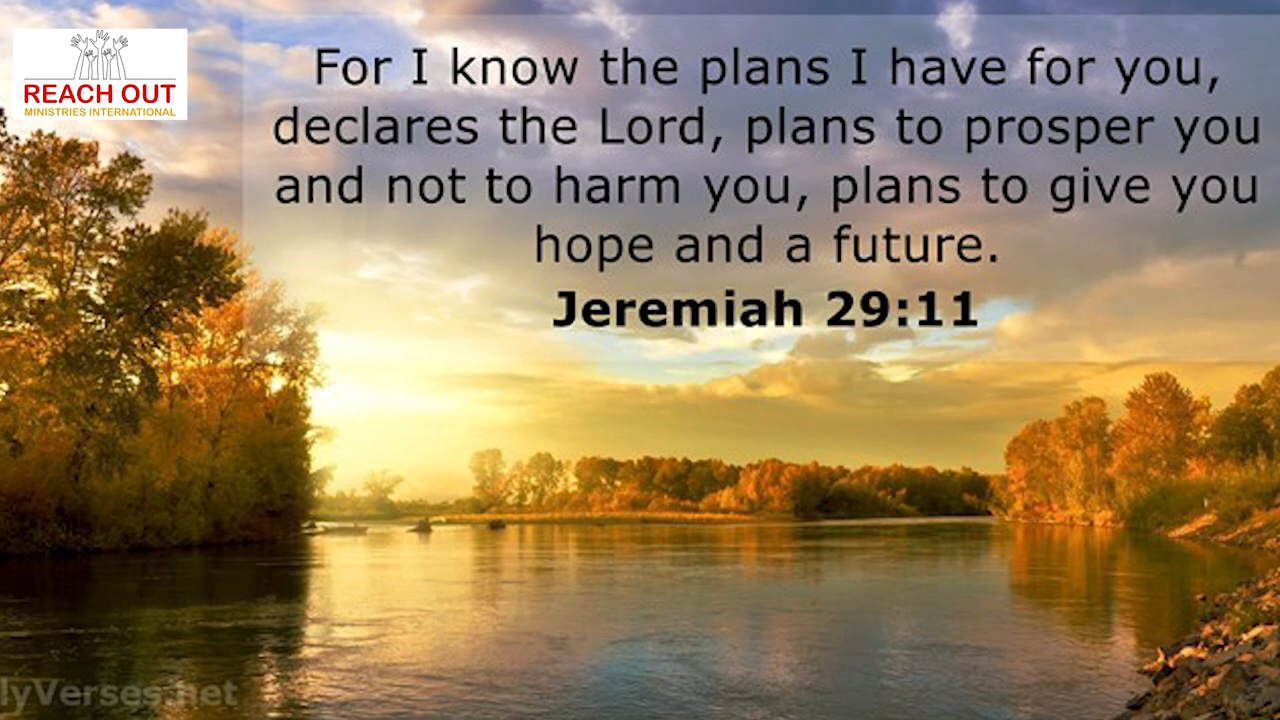 REACH OUT
MINISTRIES INTERNATIONAL
For I know the plans I have for you,
declares the Lord, plans to prosper you
and not to harm you, plans to give you
hope and a future.
Jeremiah 29:11
lyVerses.net